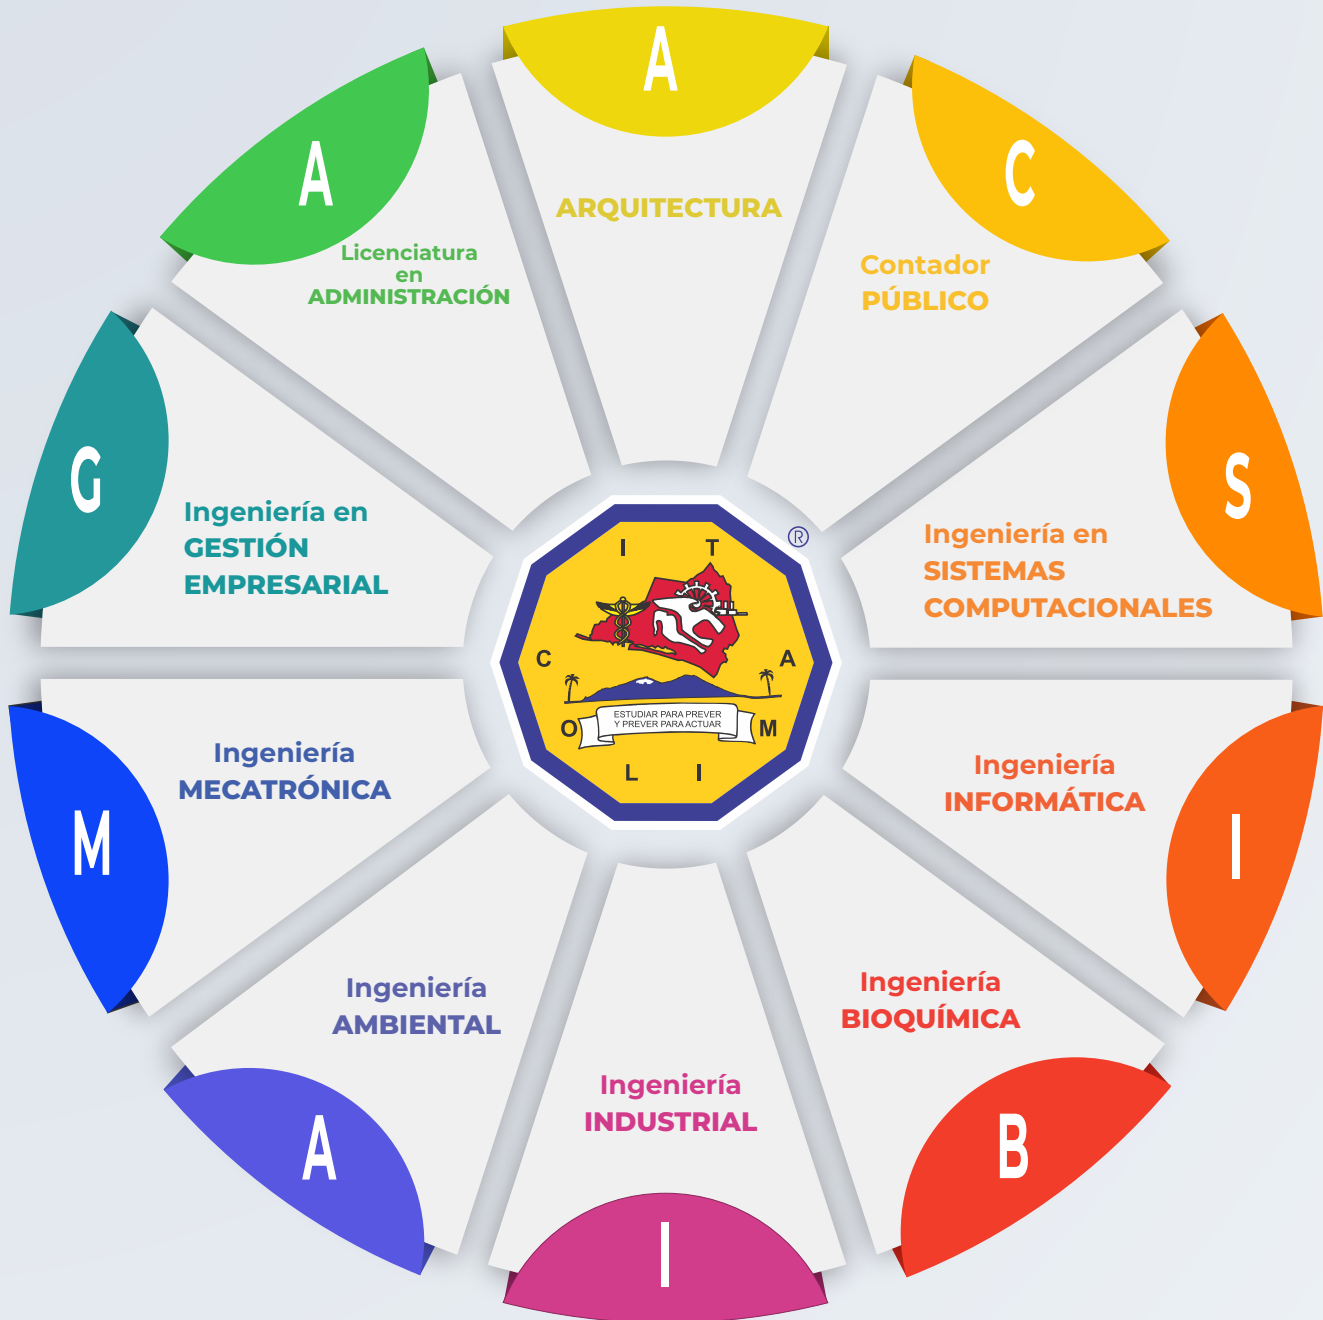 A
ARQUITECTURA
C
Contador
PÚBLICO
S
Ingeniería en
SISTEMAS
COMPUTACIONALES
I
Ingeniería
INFORMÁTICA
B
Ingeniería
BIOQUÍMICA
I
Ingeniería
INDUSTRIAL
A
Ingeniería
AMBIENTAL
M
Ingeniería
MECATRÓNICA
G
Ingeniería en
GESTIÓN
EMPRESARIAL
A
Licenciatura
en
ADMINISTRACIÓN
I T
®
C A
ESTUDIAR PARA PREVER
Y PREVER PARA ACTUAR
O M
L I